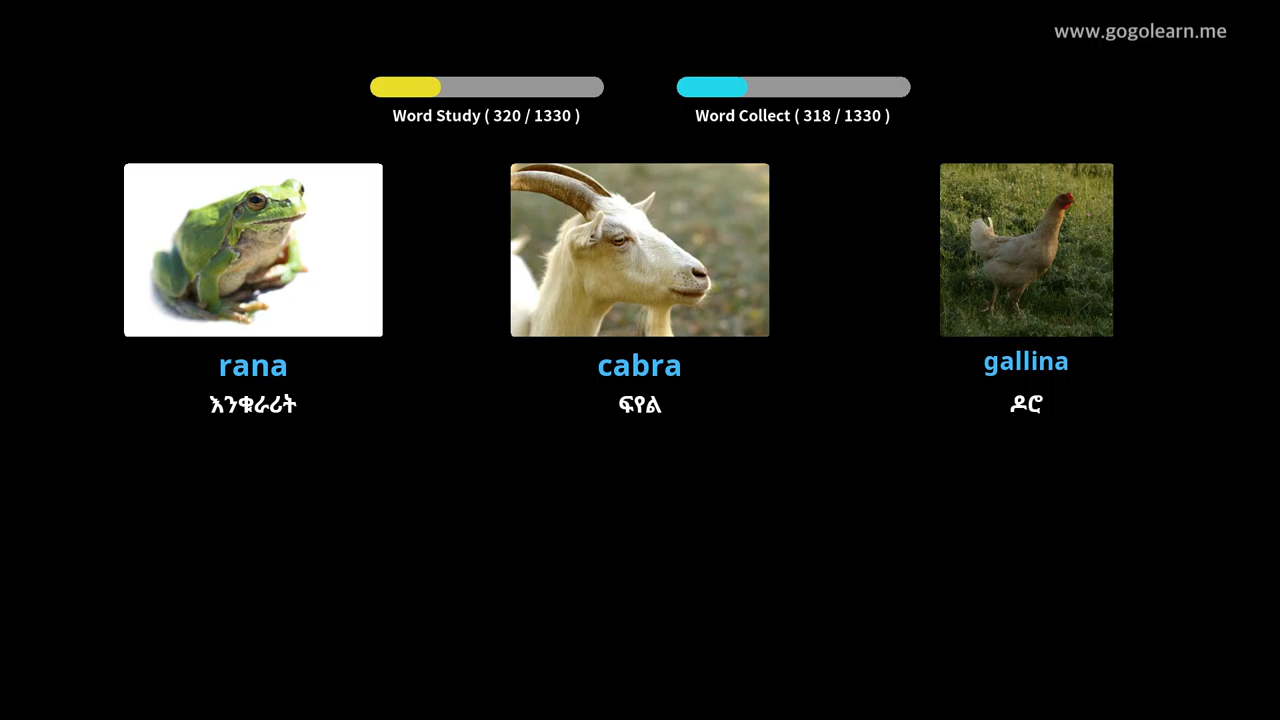 www.gogolearn.me
Word Study ( 320 / 1330 )
Word Collect ( 318 / 1330 )
rana
cabra
gallina
እንቁራሪት
ፍየል
ዶሮ